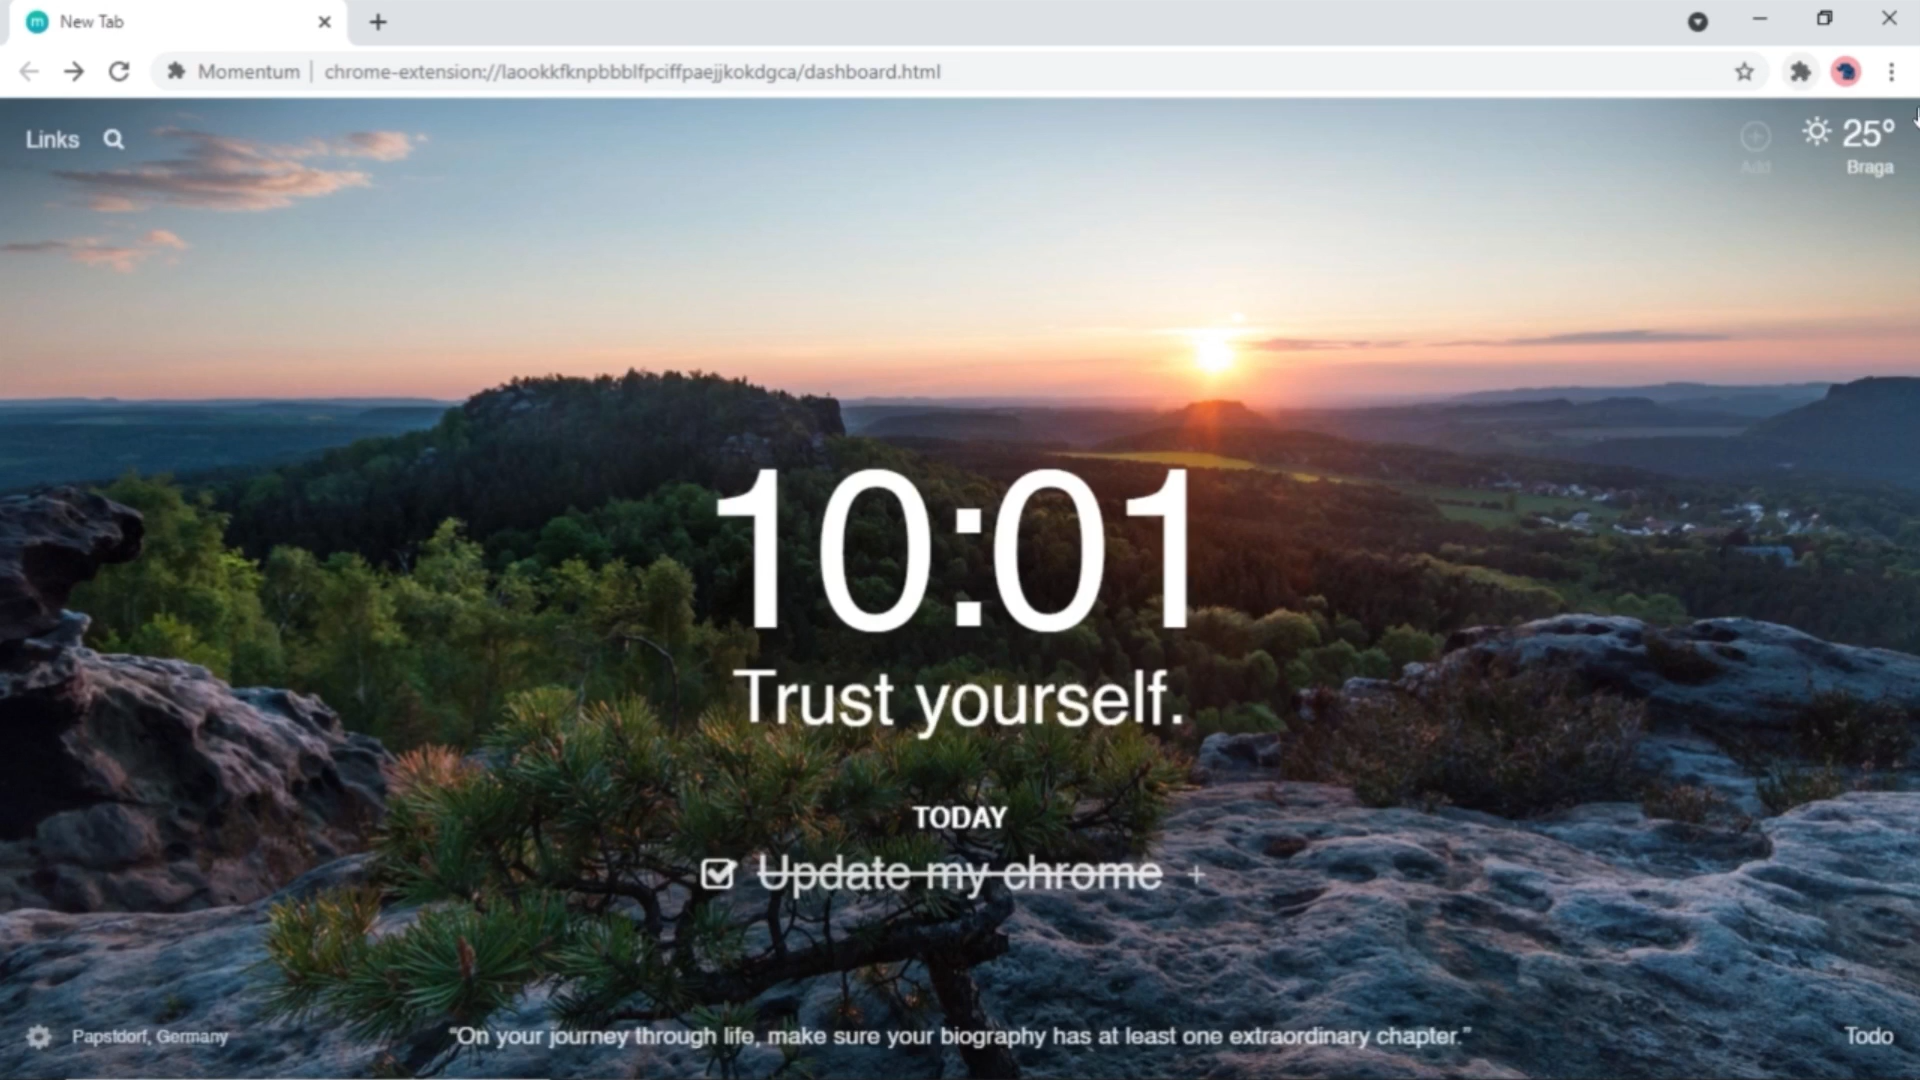 New Tab
Momentum | chrome-extension://laookkfknpbbblfpciffpaejjkokdgca/dashboard.html
Links
25°
Add
Braga
10:01
Trust yourself.
TODAY
Update my chrome +
Papstdorf, Germany
“On your journey through life, make sure your biography has at least one extraordinary chapter.”
Todo